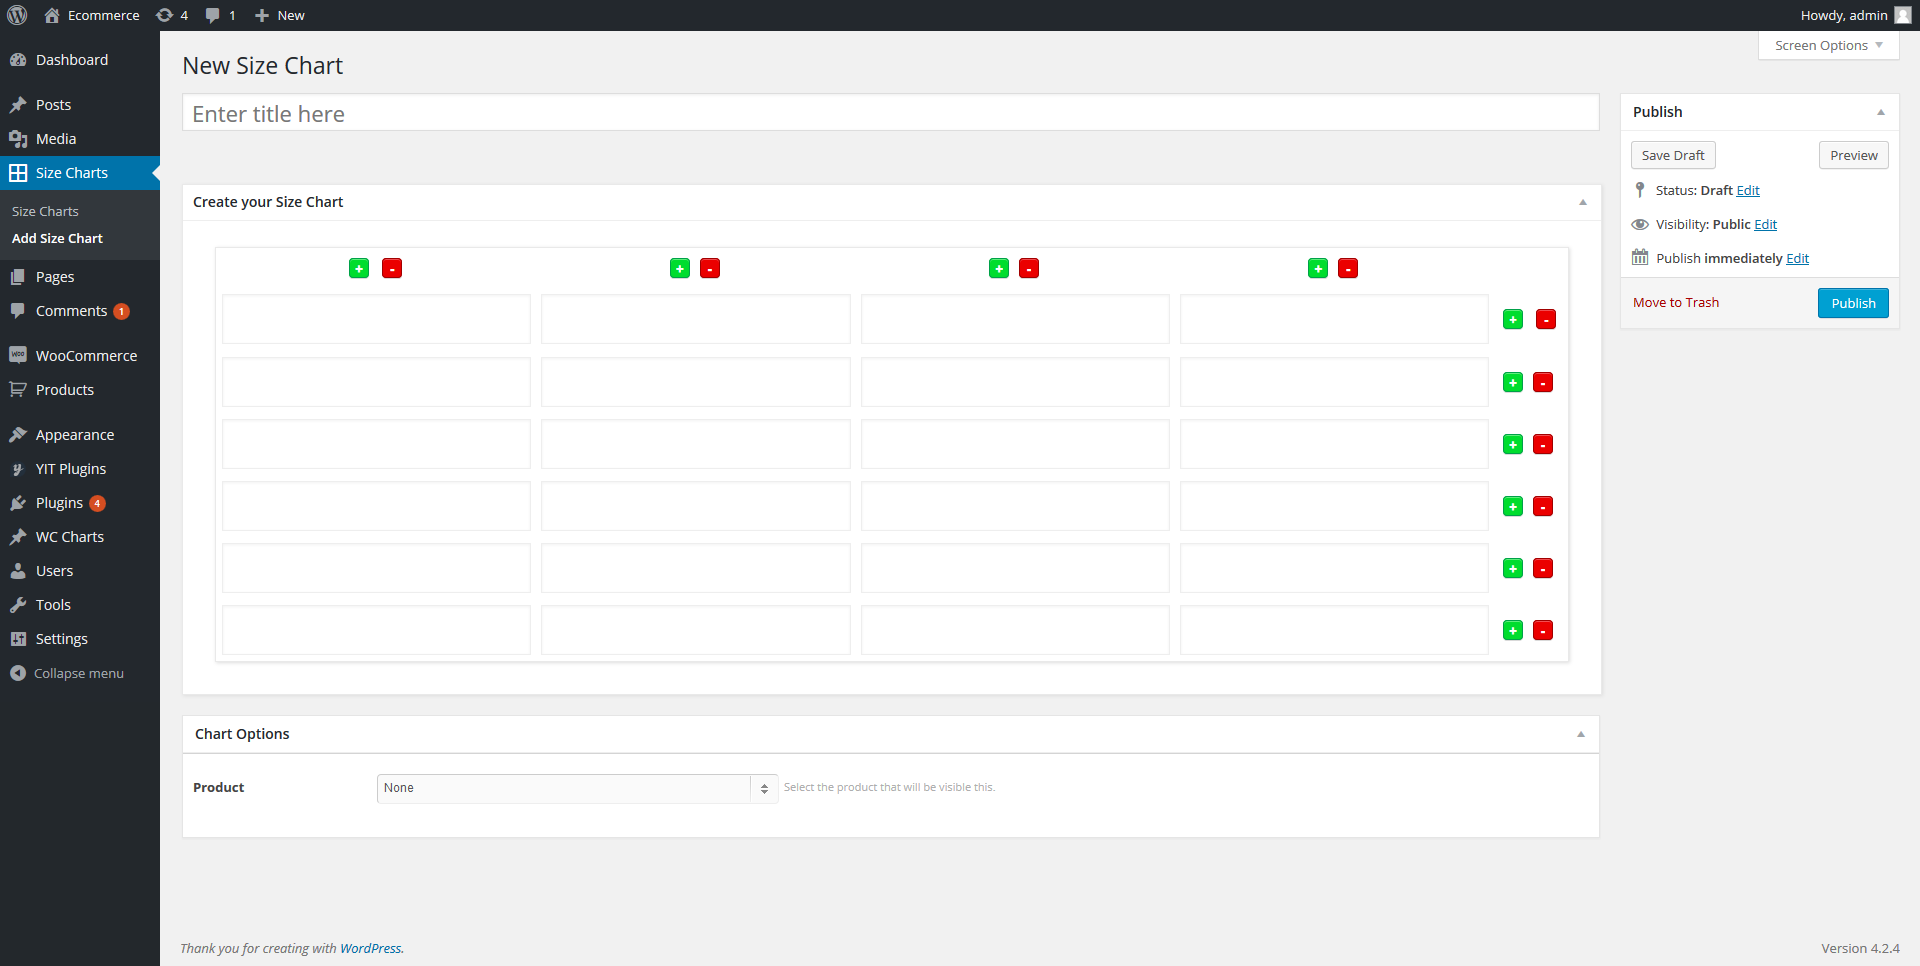 Ecommerce 4 1 New Howdy, admin
Screen Options
Dashboard
Posts
Media
Size Charts
Size Charts
Add Size Chart
Pages
Comments 1
WooCommerce
Products
Appearance
YIT Plugins
Plugins 4
WC Charts
Users
Tools
Settings
Collapse menu
New Size Chart
Enter title here
Create your Size Chart
+ - + - + - + -
+ -
+ -
+ -
+ -
+ -
+ -
Chart Options
Product None Select the product that will be visible this.
Publish
Save Draft Preview
Status: Draft Edit
Visibility: Public Edit
Publish immediately Edit
Move to Trash Publish
Thank you for creating with WordPress. Version 4.2.4